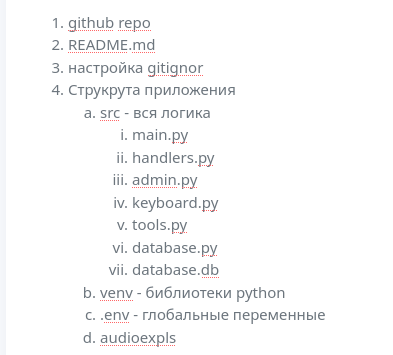 1. github repo
2. README.md
3. настройка gitignor
4. Струкрута приложения
a. src - вся логика
i. main.py
ii. handlers.py
iii. admin.py
iv. keyboard.py
v. tools.py
vi. database.py
vii. database.db
b. venv - библиотеки python
c. .env - глобальные переменные
d. audioexpls